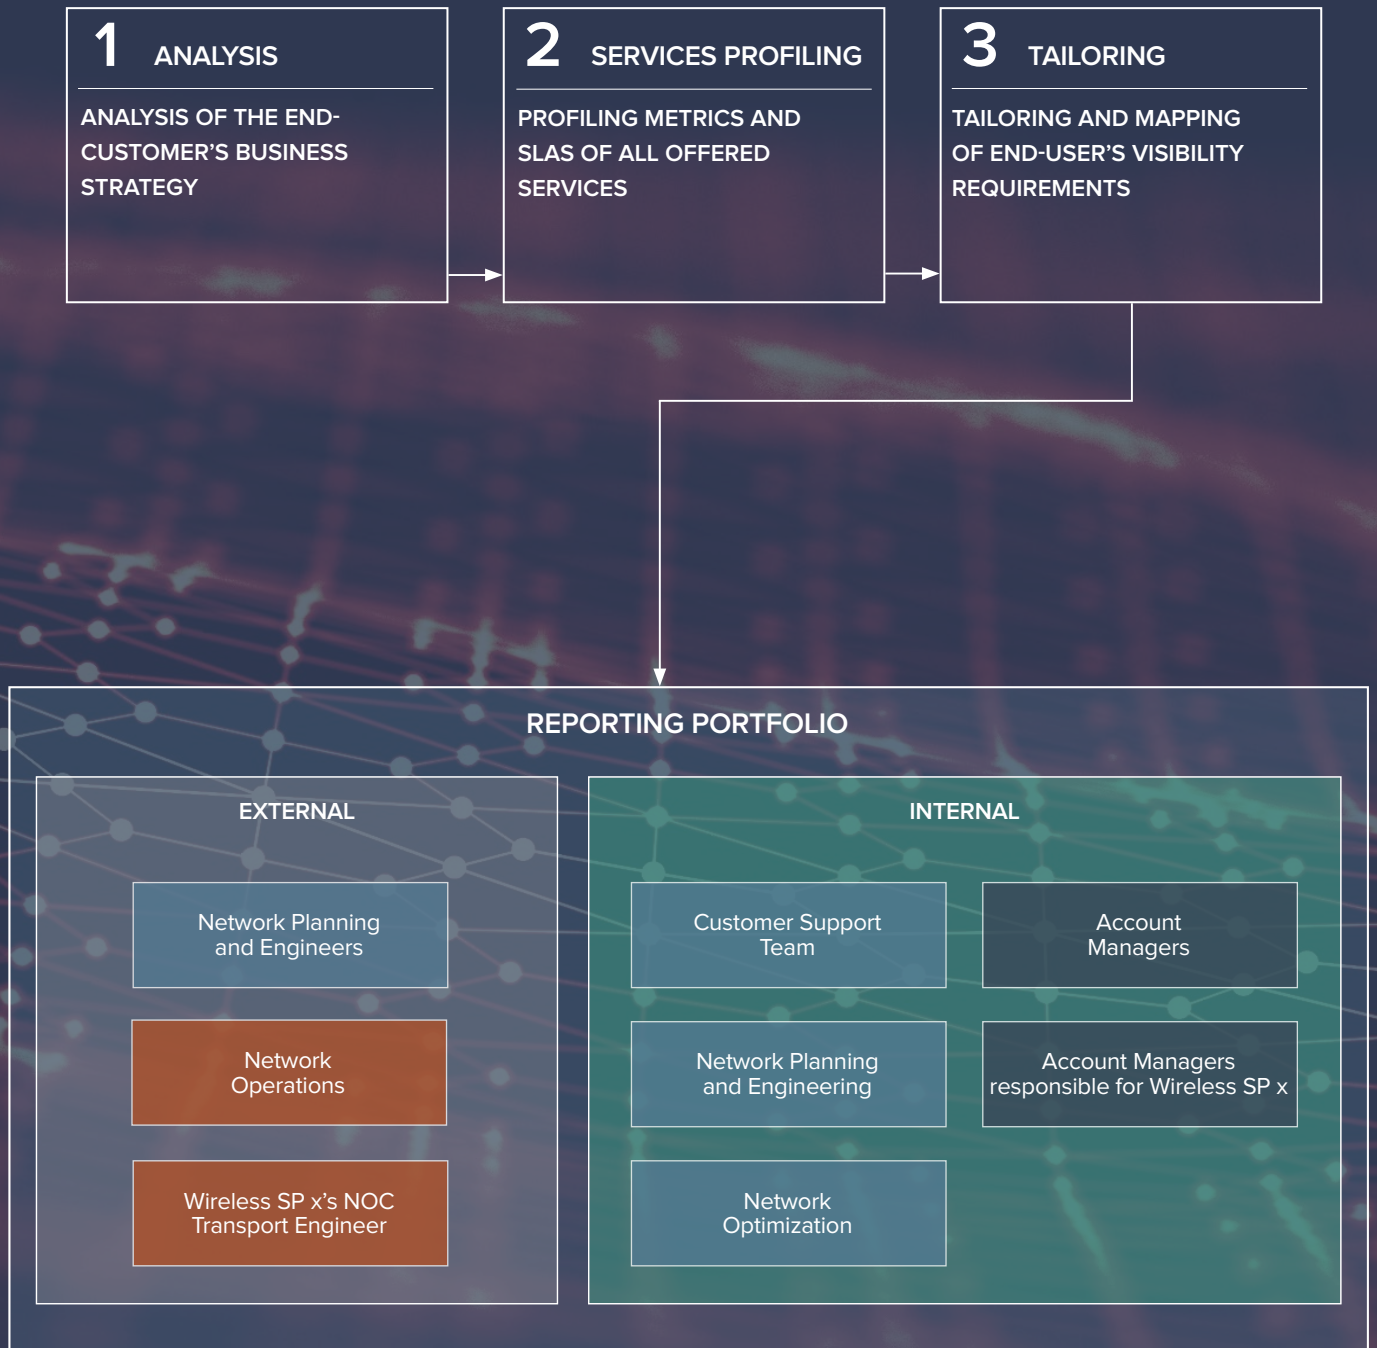 1 ANALYSIS
ANALYSIS OF THE END-
CUSTOMER'S BUSINESS
STRATEGY
2 SERVICES PROFILING
PROFILING METRICS AND
SLAS OF ALL OFFERED
SERVICES
3 TAILORING
TAILORING AND MAPPING
OF END-USER'S VISIBILITY
REQUIREMENTS
REPORTING PORTFOLIO
EXTERNAL
Network Planning
and Engineers
Network
Operations
Wireless SP x's NOC
Transport Engineer
INTERNAL
Customer Support
Team
Account
Managers
Network Planning
and Engineering
Account Managers
responsible for Wireless SP x
Network
Optimization